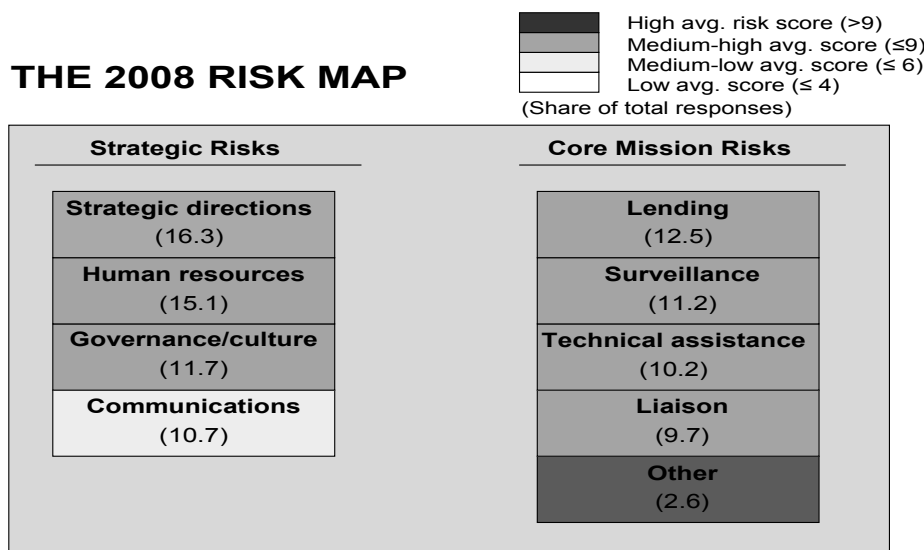 THE 2008 RISK MAP
High avg. risk score (>9)
Medium-high avg. score (≤9)
Medium-low avg. score (≤ 6)
Low avg. score (≤ 4)
(Share of total responses)
Strategic Risks
Strategic directions
(16.3)
Human resources
(15.1)
Governance/culture
(11.7)
Communications
(10.7)
Core Mission Risks
Lending
(12.5)
Surveillance
(11.2)
Technical assistance
(10.2)
Liaison
(9.7)
Other
(2.6)